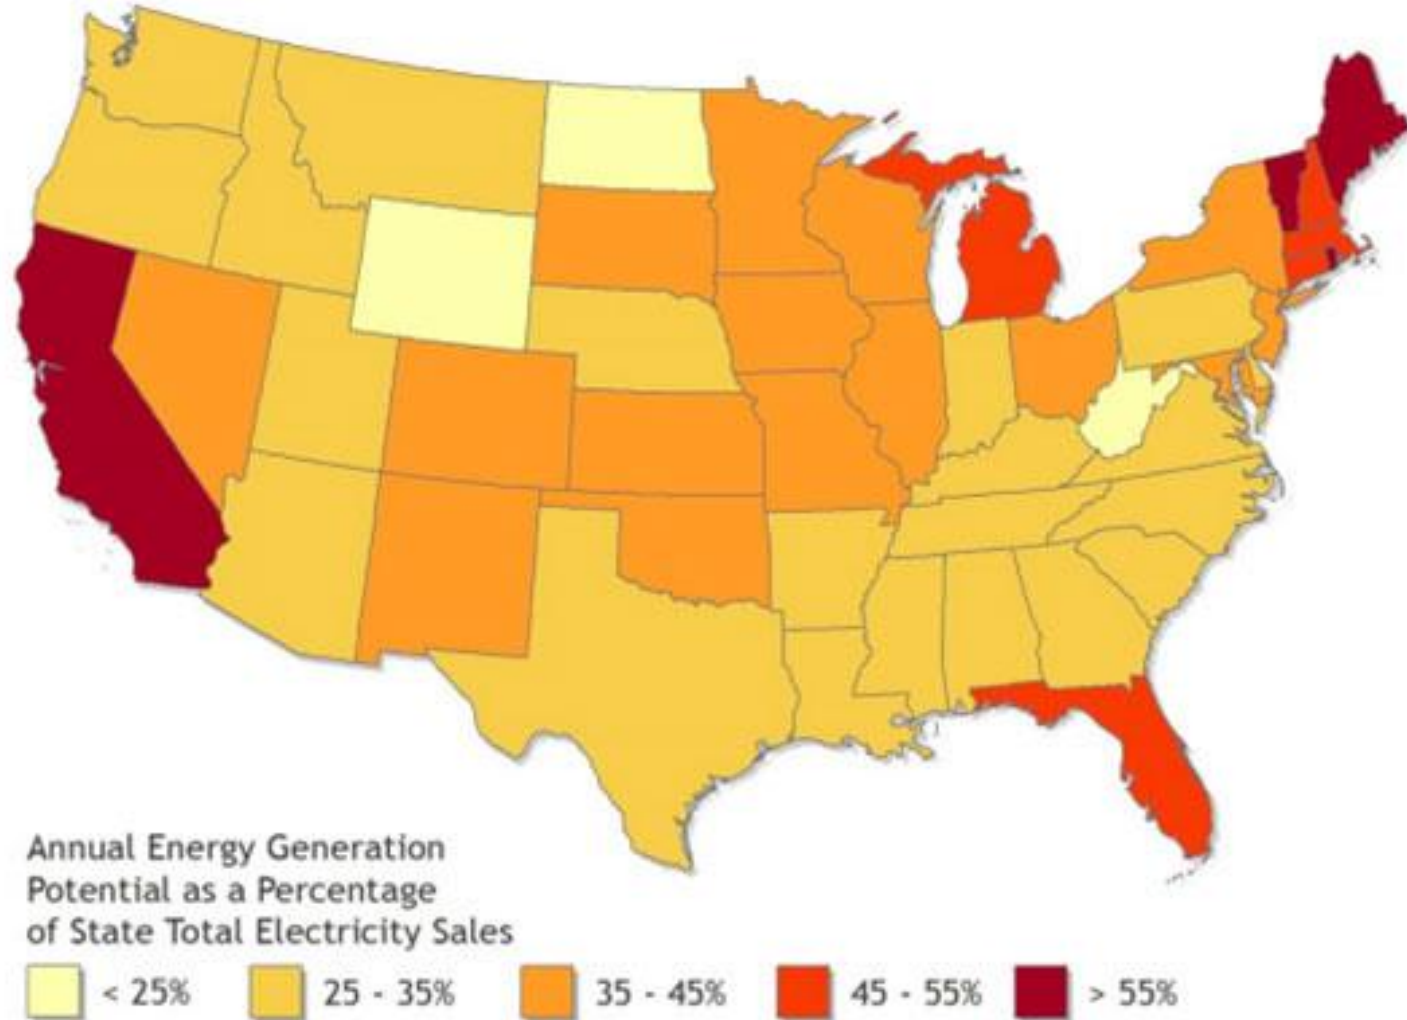 Annual Energy Generation
Potential as a Percentage
of State Total Electricity Sales
< 25% 25 - 35% 35 - 45% 45 - 55% > 55%